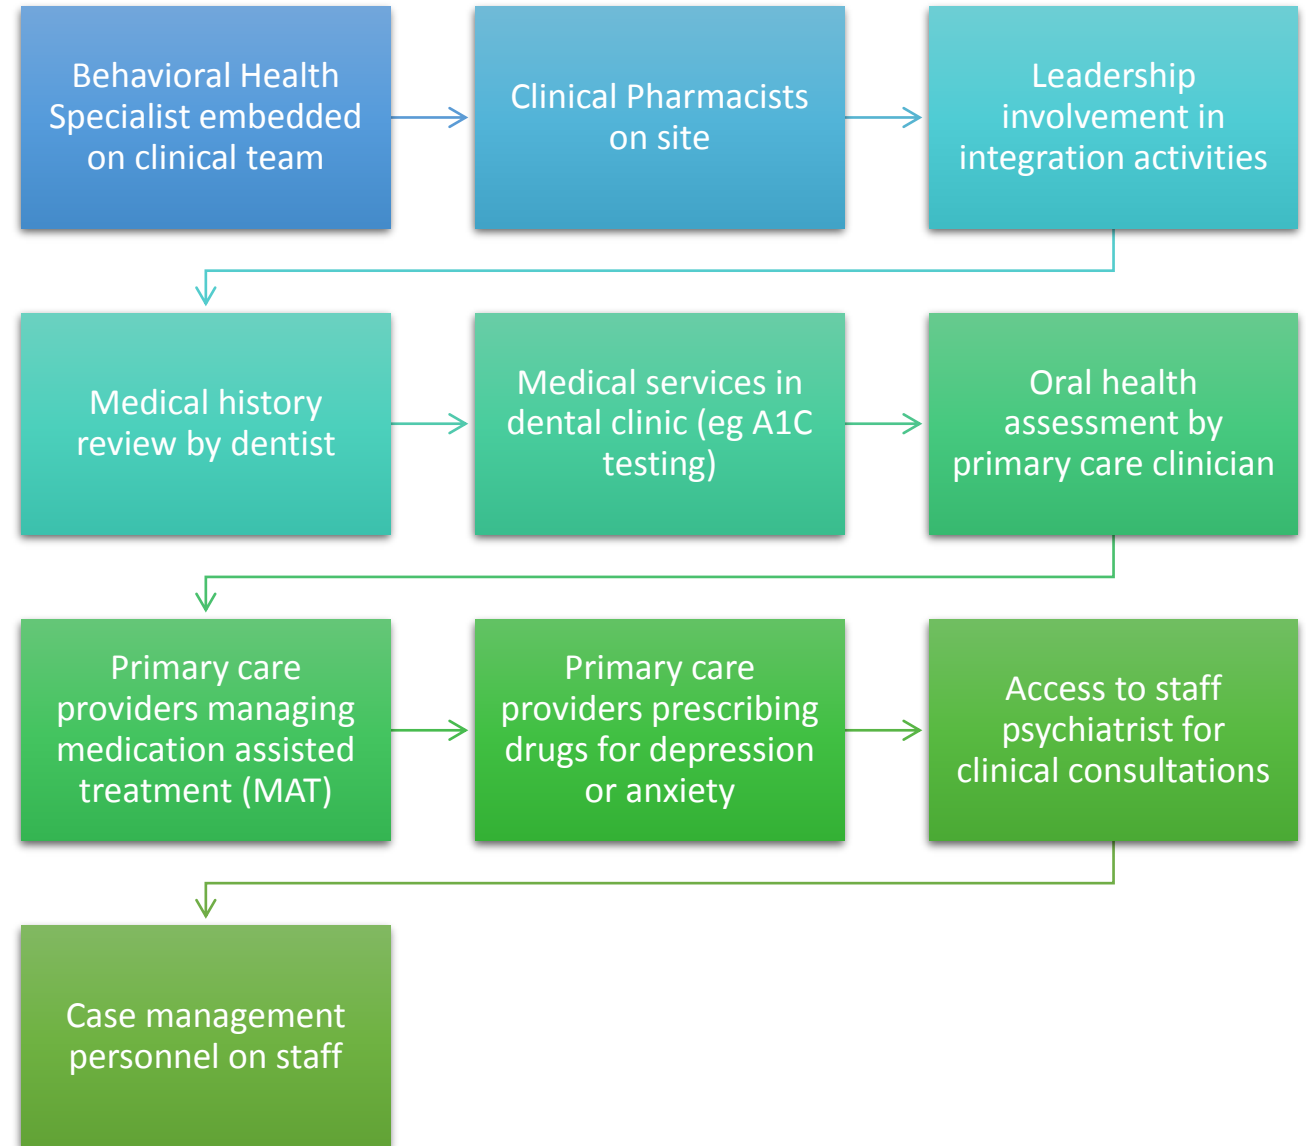 Behavioral Health
Specialist embedded
on clinical team
Clinical Pharmacists
on site
Leadership
involvement in
integration activities
Medical history
review by dentist
Medical services in
dental clinic (eg A1C
testing)
Oral health
assessment by
primary care clinician
Primary care
providers managing
medication assisted
treatment (MAT)
Primary care
providers prescribing
drugs for depression
or anxiety
Access to staff
psychiatrist for
clinical consultations
Case management
personnel on staff